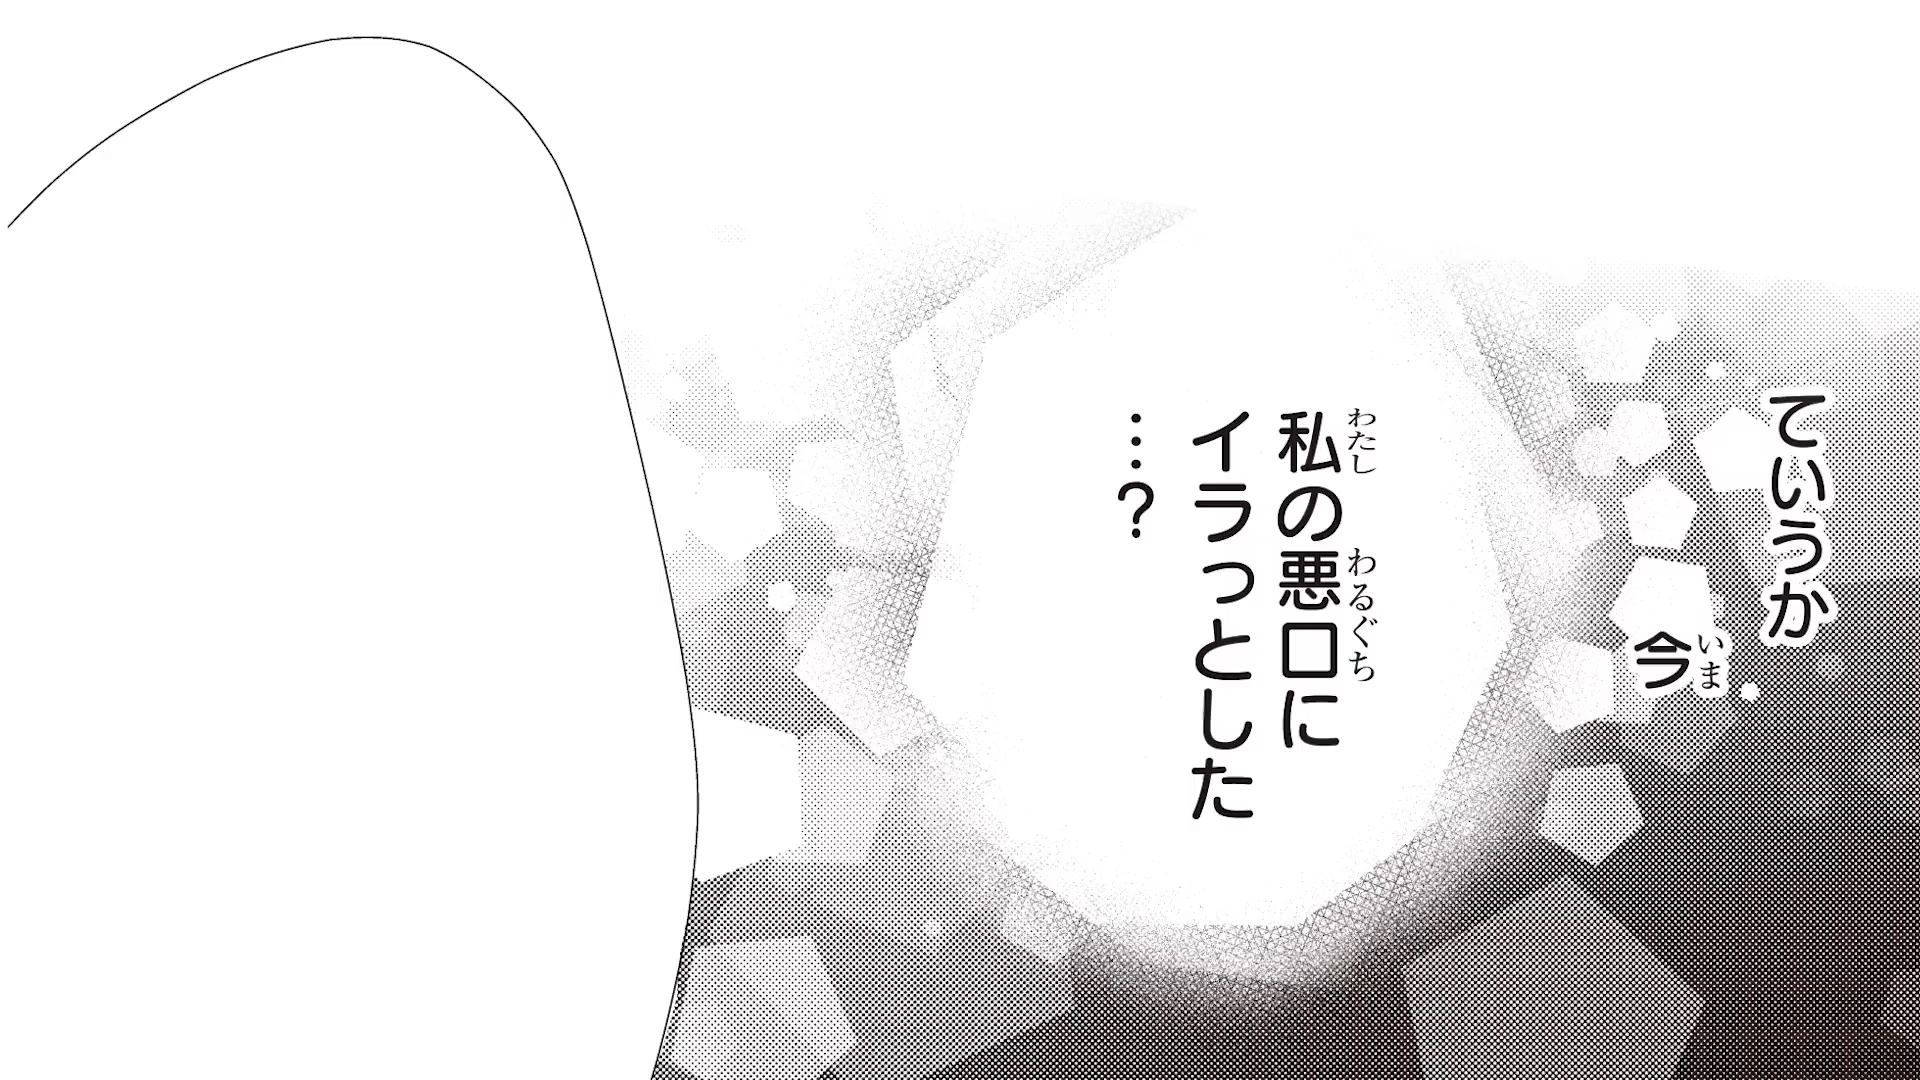 ていうか
今
私の悪口に
イラっとした
…？